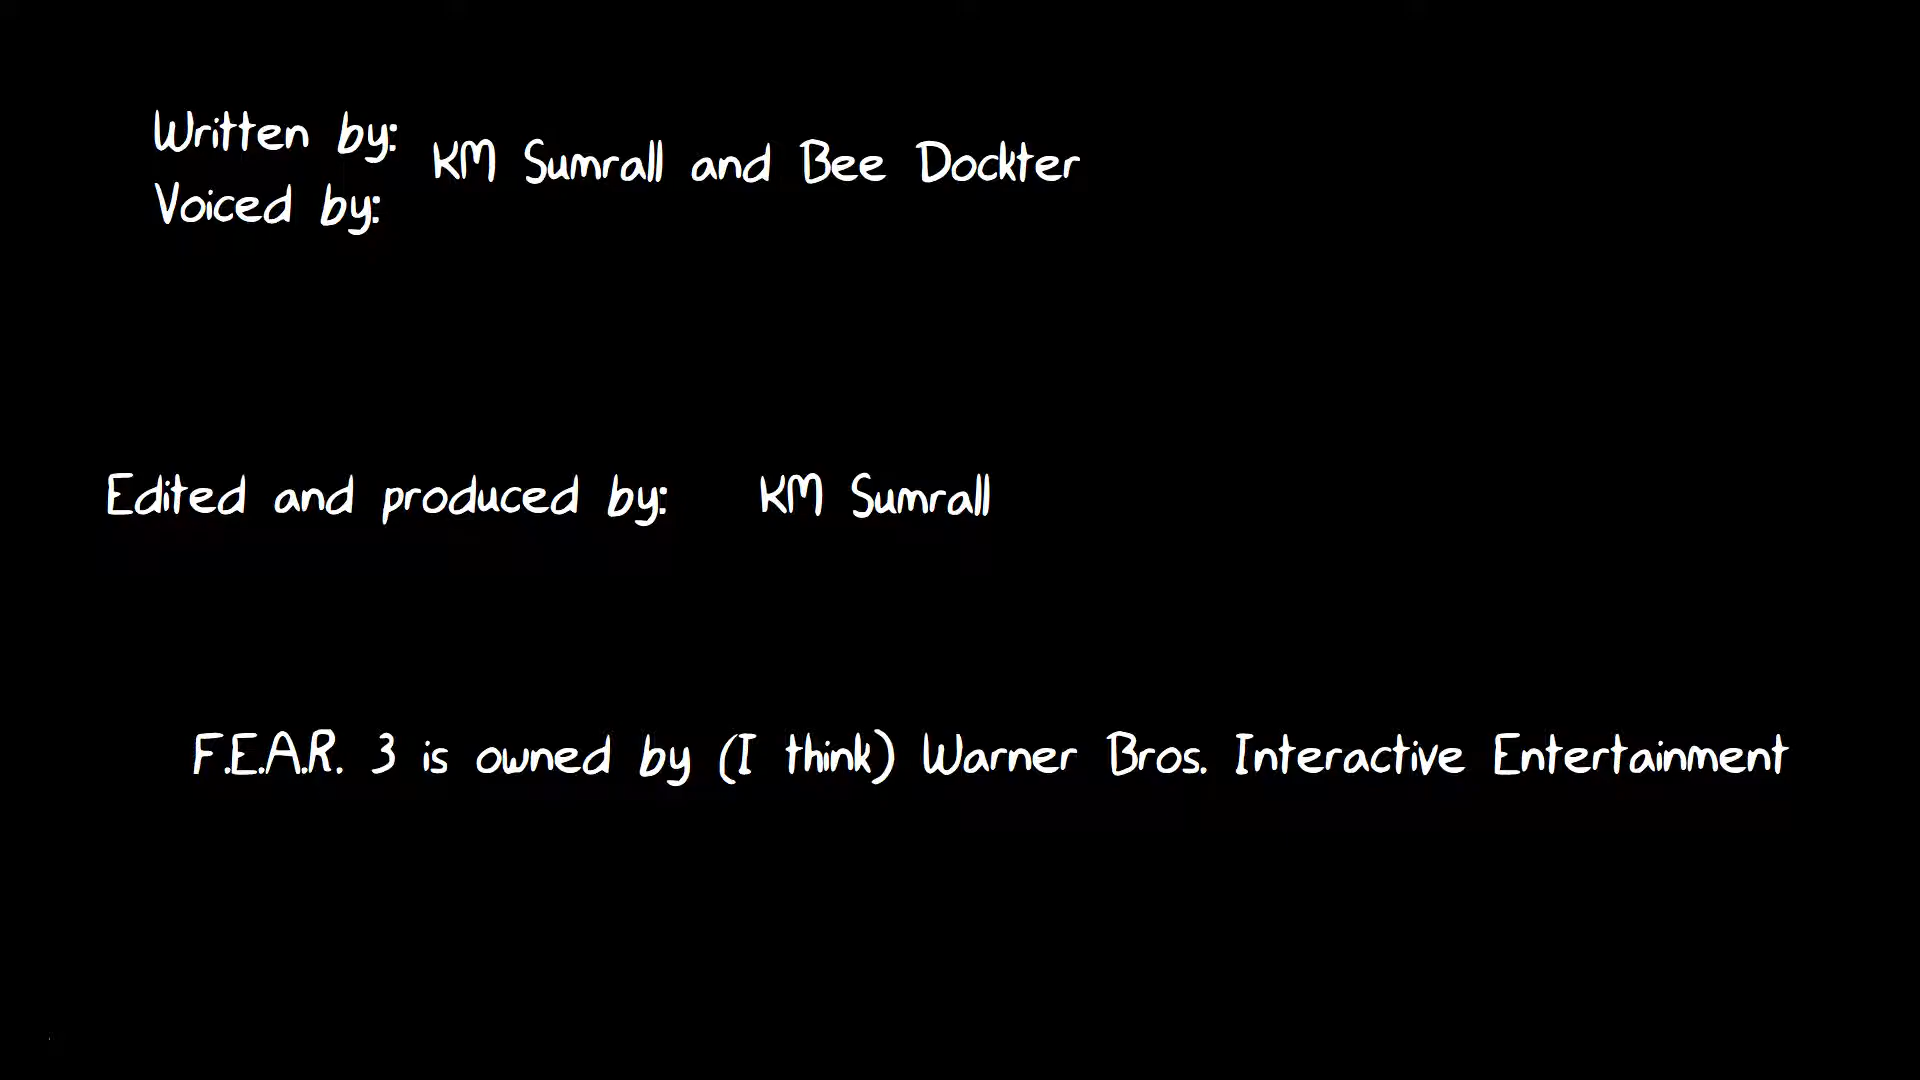 Written by:
KM Sumrall and Bee Dockter
Voiced by:
Edited and produced by: KM Sumrall
F.E.A.R. 3 is owned by (I think) Warner Bros. Interactive Entertainment